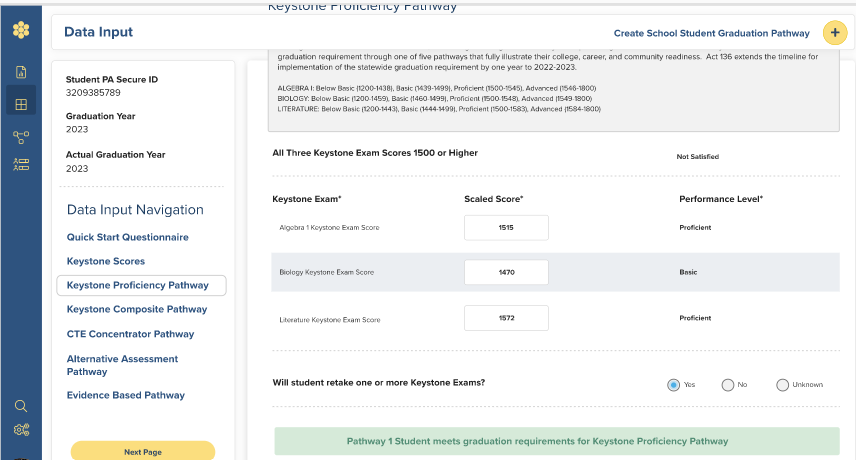 Keystone Proficiency Pathway
Data Input
Create School Student Graduation Pathway
+
Student PA Secure ID
3209385789
Graduation Year
2023
Actual Graduation Year
2023
Data Input Navigation
Quick Start Questionnaire
Keystone Scores
Keystone Proficiency Pathway
Keystone Composite Pathway
CTE Concentrator Pathway
Alternative Assessment
Pathway
Evidence Based Pathway
Next Page
graduation requirement through one of five pathways that fully illustrate their college, career, and community readiness. Act 136 extends the timeline for
implementation of the statewide graduation requirement by one year to 2022-2023.
ALGEBRA I: Below Basic (1200-1438), Basic (1439-1499), Proficient (1500-1545), Advanced (1546-1800)
BIOLOGY: Below Basic (1200-1459), Basic (1460-1499), Proficient (1500-1548), Advanced (1549-1800)
LITERATURE: Below Basic (1200-1443), Basic (1444-1499), Proficient (1500-1583), Advanced (1584-1800)
All Three Keystone Exam Scores 1500 or Higher
Not Satisfied
Keystone Exam* Scaled Score* Performance Level*
Algebra 1 Keystone Exam Score 1515 Proficient
Biology Keystone Exam Score 1470 Basic
Literature Keystone Exam Score 1572 Proficient
Will student retake one or more Keystone Exams? Yes No Unknown
Pathway 1 Student meets graduation requirements for Keystone Proficiency Pathway